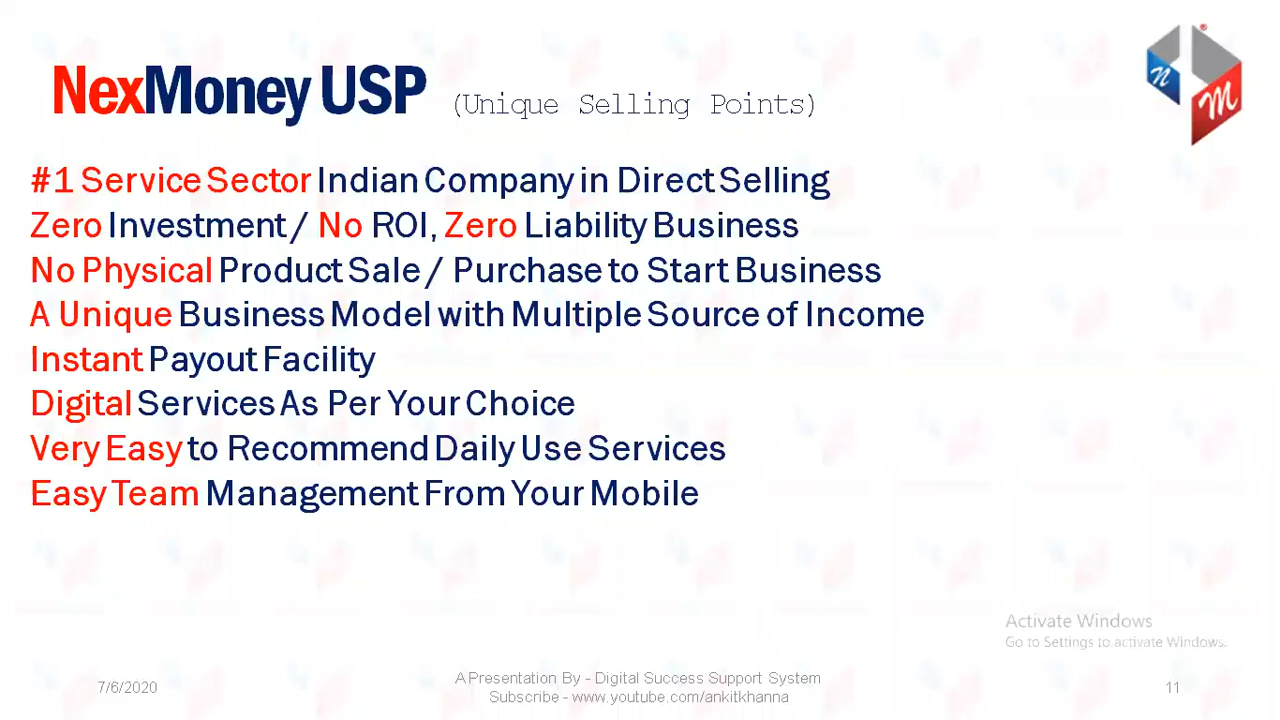 NexMoney USP (Unique Selling Points)
n
m
#1 Service Sector Indian Company in Direct Selling
Zero Investment / No ROI, Zero Liability Business
No Physical Product Sale / Purchase to Start Business
A Unique Business Model with Multiple Source of Income
Instant Payout Facility
Digital Services As Per Your Choice
Very Easy to Recommend Daily Use Services
Easy Team Management From Your Mobile
Activate Windows
Go to Settings to activate Windows.
7/6/2020
A Presentation By - Digital Success Support System
Subscribe - www.youtube.com/ankitkhanna
11